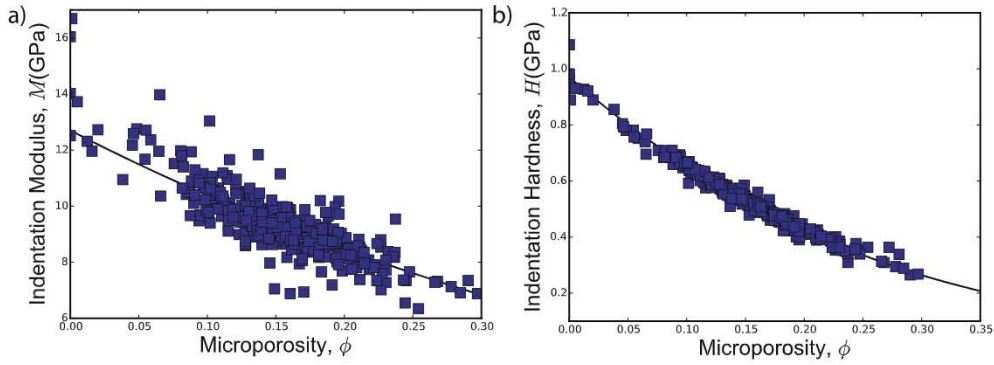 a)
Indentation Modulus, M(GPa)
16
14
12
10
8
6
0.00 0.05 0.10 0.15 0.20 0.25 0.30
Microporosity, ϕ
b)
Indentation Hardness, H(GPa)
1.2
1.0
0.8
0.6
0.4
0.2
0.00 0.05 0.10 0.15 0.20 0.25 0.30 0.35
Microporosity, ϕ